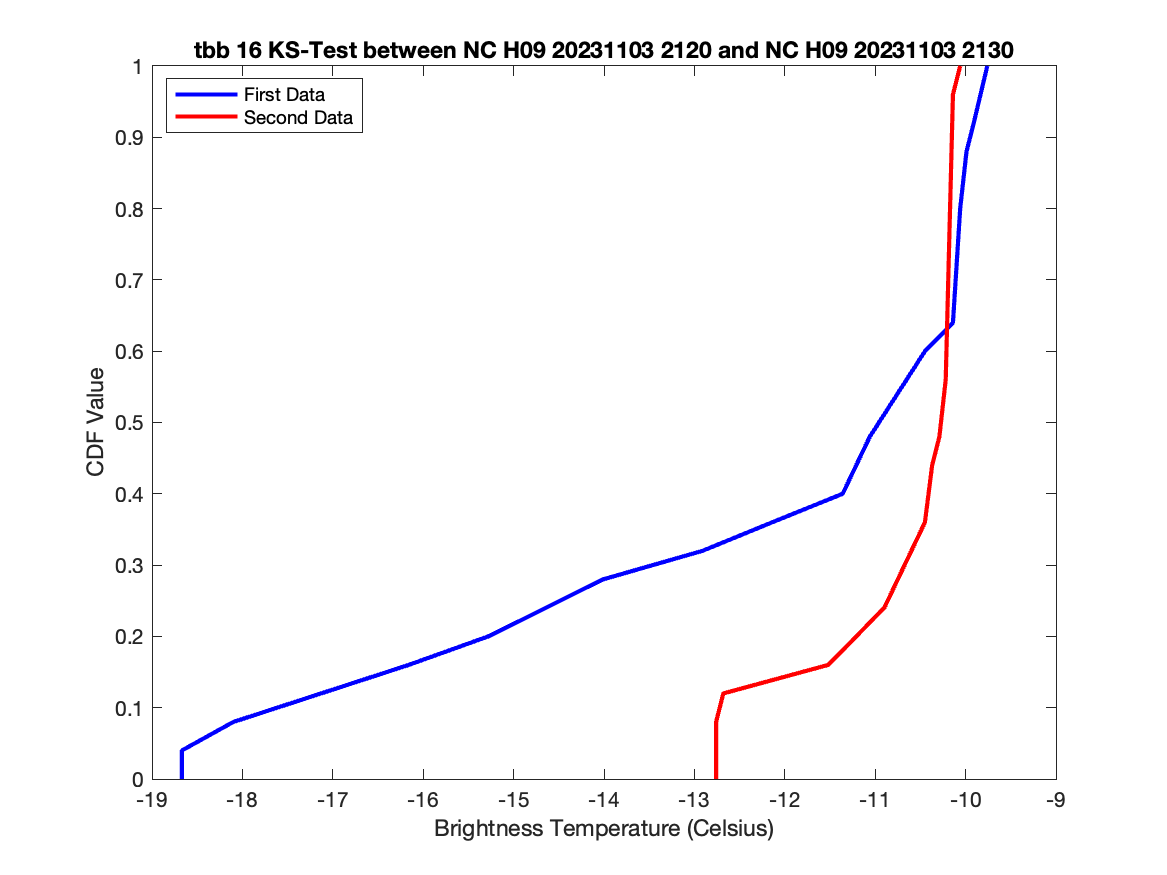 tbb 16 KS-Test between NC H09 20231103 2120 and NC H09 20231103 2130
First Data
Second Data
1
0.9
0.8
0.7
0.6
0.5
0.4
0.3
0.2
0.1
0
CDF Value
-19 -18 -17 -16 -15 -14 -13 -12 -11 -10 -9
Brightness Temperature (Celsius)